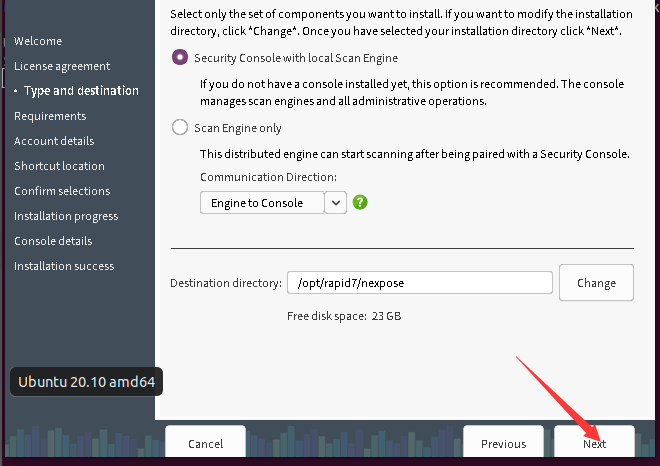 Select only the set of components you want to install. If you want to modify the installation
directory, click *Change*. Once you have selected your installation directory click *Next*.
Welcome
License agreement
• Type and destination
Requirements
Account details
Shortcut location
Confirm selections
Installation progress
Console details
Installation success
Security Console with local Scan Engine
If you do not have a console installed yet, this option is recommended. The console
manages scan engines and all administrative operations.
Scan Engine only
This distributed engine can start scanning after being paired with a Security Console.
Communication Direction:
Engine to Console
?
Destination directory: /opt/rapid7/nexpose Change
Free disk space: 23 GB
Ubuntu 20.10 amd64
Cancel Previous Next